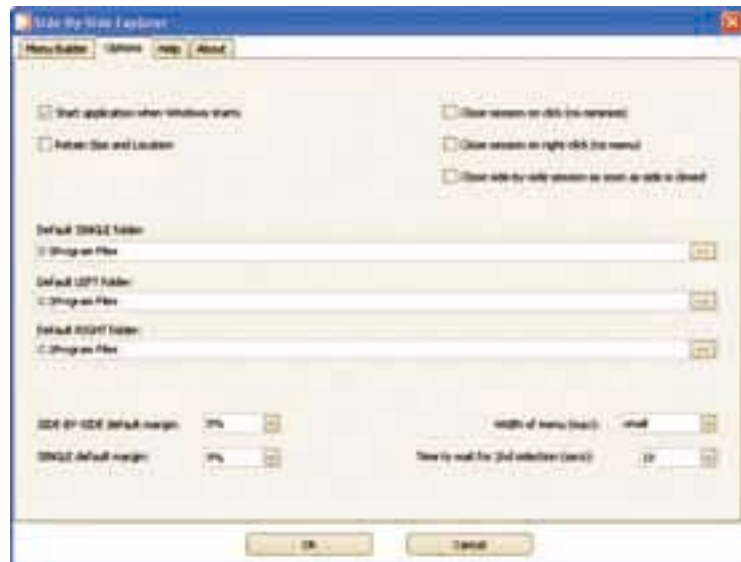 Side By Side Explorer
Menu Builder Options Help About
Start application when Windows starts
Retain Size and Location
Close session on click (no minimize)
Close session on right click (no menu)
Close side-by-side session as soon as side is closed
Default SINGLE folder:
C:\Program Files
Default LEFT folder:
C:\Program Files
Default RIGHT folder:
C:\Program Files
SIDE-BY-SIDE default margin:
Width of menu small
SINGLE default margin:
Time to wait for 2nd selection (secs): 10
OK Cancel